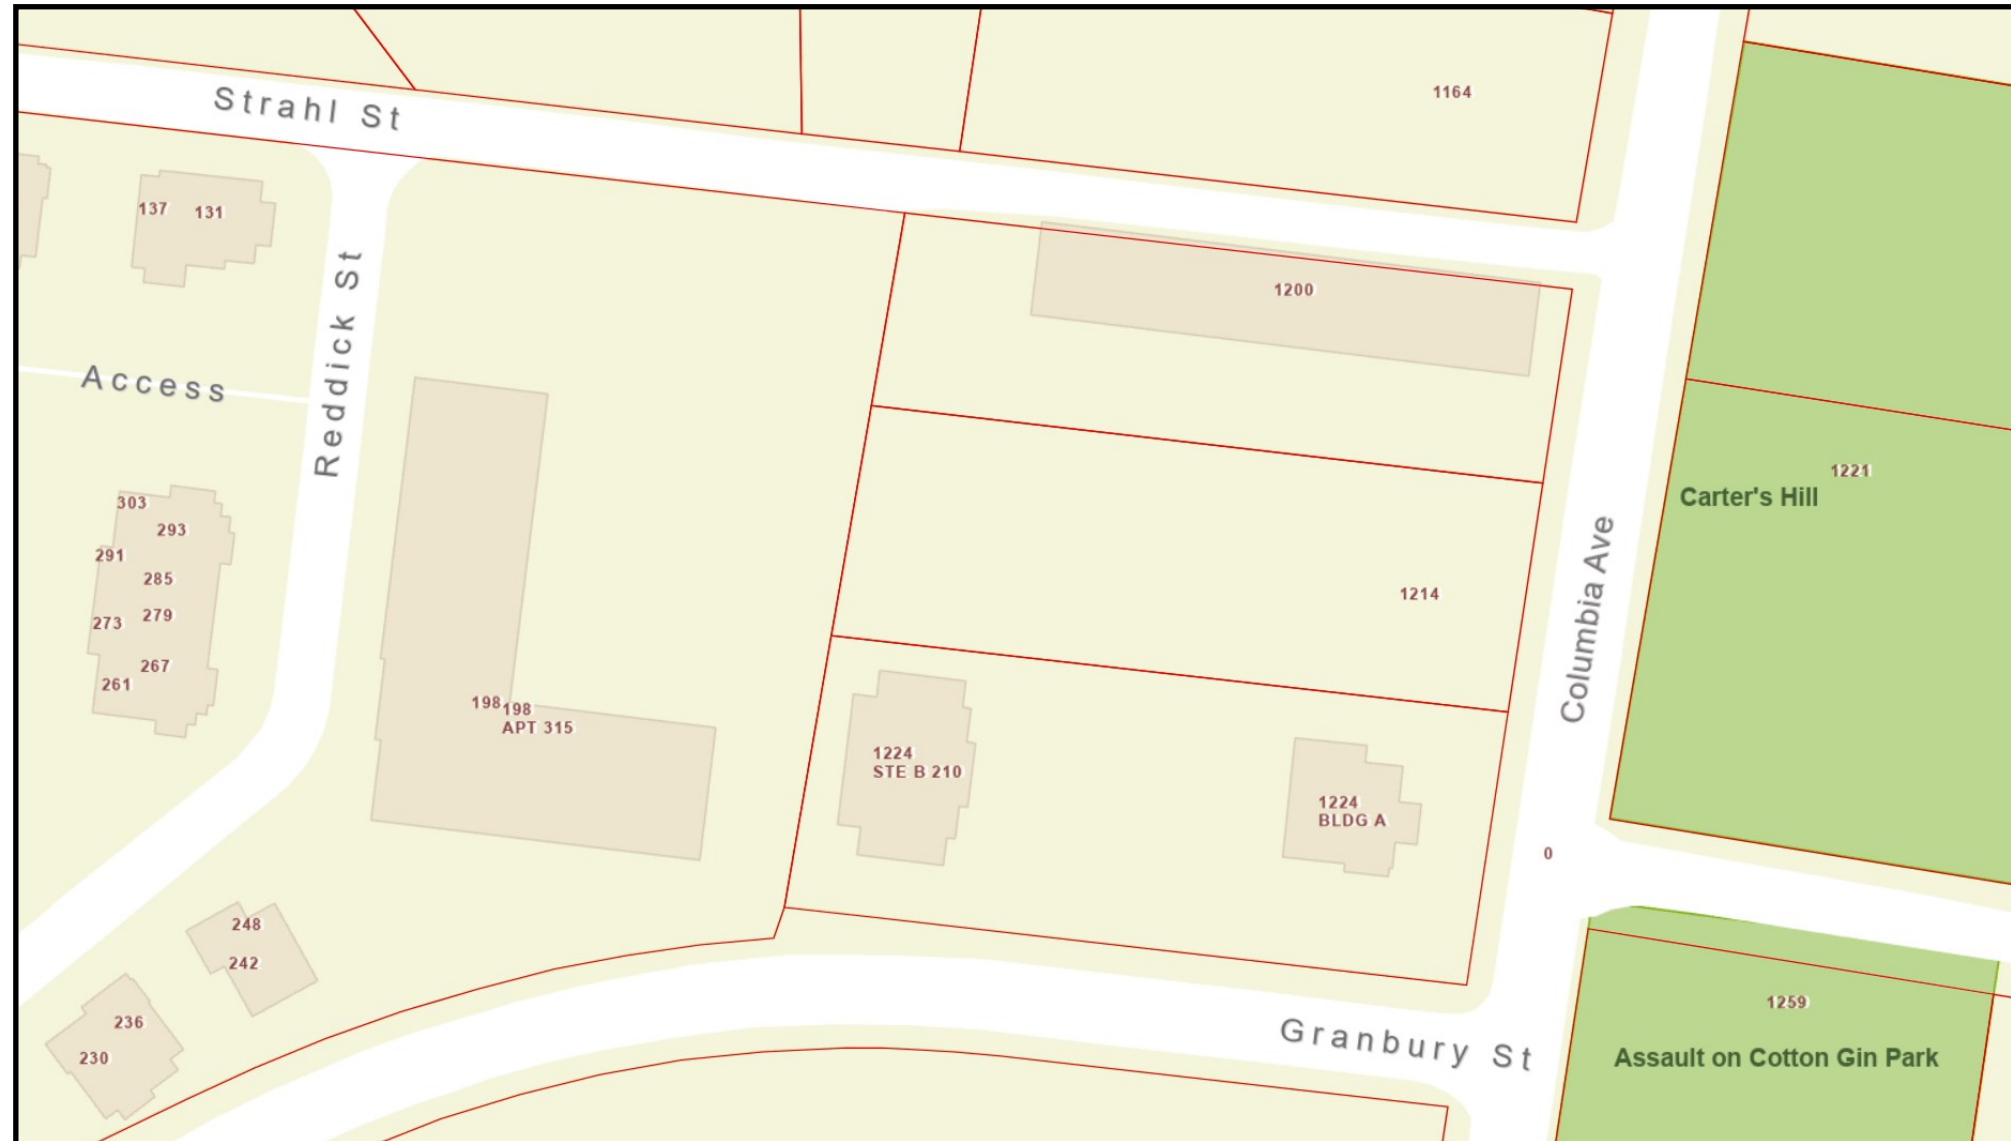 1164
Strahl St
137
131
Reddick St
1200
Access
1221
Carter's Hill
303
293
291
285
279
273
267
261
1214
Columbia Ave
198
198
APT 315
1224
STE B 210
1224
BLDG A
0
248
242
236
230
Granbury St
1259
Assault on Cotton Gin Park